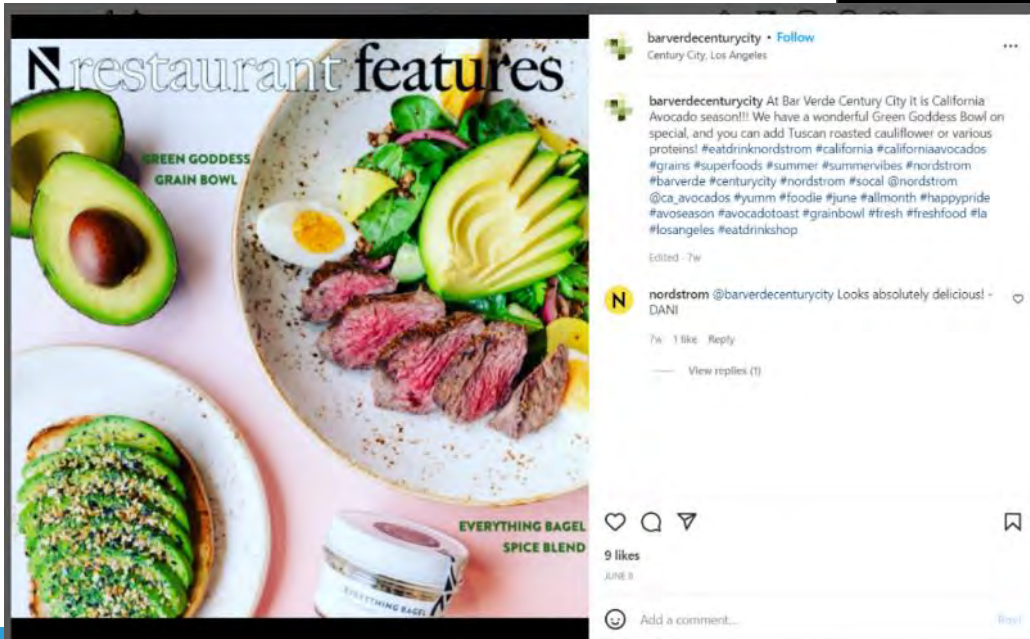 N restaurant features
GREEN GODDESS
GRAIN BOWL
EVERYTHING BAGEL
SPICE BLEND
EVERYTHING BAGEL
barverdecenturycity • Follow
Century City, Los Angeles
barverdecenturycity At Bar Verde Century City it is California
Avocado season!!! We have a wonderful Green Goddess Bowl on
special, and you can add Tuscan roasted cauliflower or various
proteins! #eatdrinknordstrom #california #californiaavocados
#grains #superfoods #summer #summervibes #nordstrom
#barverde #centurycity #nordstrom #socal @nordstrom
@ca_avocados #yumm #foodie #june #allmonth #happypride
#avoseason #avocadotoast #grainbowl #fresh #freshfood #la
#losangeles #eatdrinkshop
Edited · 7w
N
nordstrom @barverdecenturycity Looks absolutely delicious! -
DANI
7w 1 like Reply
View replies (1)
9 likes
JUNE 8
Add a comment...
Post